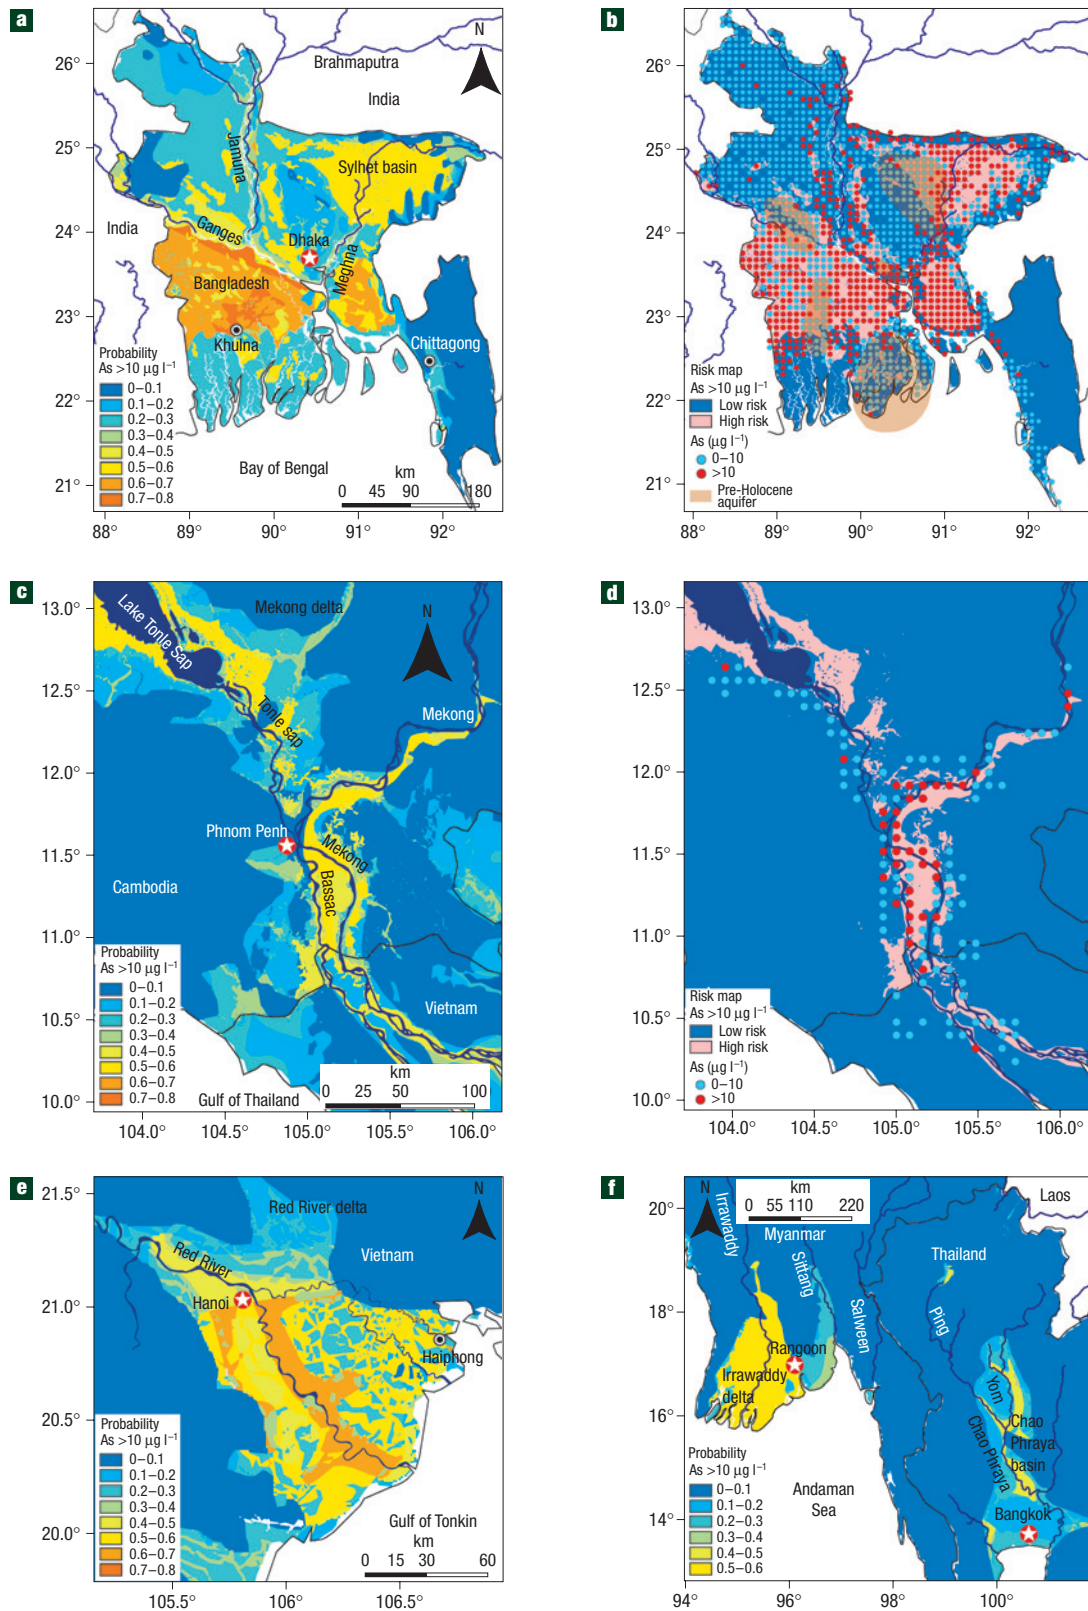 a
N
26°
25°
24°
23°
22°
21°
Brahmaputra
India
Jamuna
Sylhet basin
India
Ganges
Dhaka
Meghna
Bangladesh
Khulna
Chittagong
Probability
As >10 µg l⁻¹
0–0.1
0.1–0.2
0.2–0.3
0.3–0.4
0.4–0.5
0.5–0.6
0.6–0.7
0.7–0.8
Bay of Bengal
km
0 45 90 180
88° 89° 90° 91° 92°
b
26°
25°
24°
23°
22°
21°
Risk map
As >10 µg l⁻¹
Low risk
High risk
As (µg l⁻¹)
0–10
>10
Pre-Holocene
aquifer
88° 89° 90° 91° 92°
c
13.0°
12.5°
12.0°
11.5°
11.0°
10.5°
10.0°
Lake Tonle Sap
Mekong delta
N
Tonle sap
Mekong
Phnom Penh
Mekong
Bassac
Cambodia
Vietnam
Probability
As >10 µg l⁻¹
0–0.1
0.1–0.2
0.2–0.3
0.3–0.4
0.4–0.5
0.5–0.6
0.6–0.7
0.7–0.8
Gulf of Thailand
km
0 25 50 100
104.0° 104.5° 105.0° 105.5° 106.0°
d
13.0°
12.5°
12.0°
11.5°
11.0°
10.5°
10.0°
Risk map
As >10 µg l⁻¹
Low risk
High risk
As (µg l⁻¹)
0–10
>10
104.0° 104.5° 105.0° 105.5° 106.0°
e
21.5°
21.0°
20.5°
20.0°
Red River delta
N
Vietnam
Red River
Hanoi
Haiphong
Probability
As >10 µg l⁻¹
0–0.1
0.1–0.2
0.2–0.3
0.3–0.4
0.4–0.5
0.5–0.6
0.6–0.7
0.7–0.8
Gulf of Tonkin
km
0 15 30 60
105.5° 106° 106.5°
f
20°
18°
16°
14°
N
km
0 55 110 220
Laos
Irrawaddy
Myanmar
Sittang
Salween
Thailand
Ping
Rangoon
Irrawaddy
delta
Yom
Chao Phraya
Chao
Phraya
basin
Bangkok
Andaman
Sea
Probability
As >10 µg l⁻¹
0–0.1
0.1–0.2
0.2–0.3
0.3–0.4
0.4–0.5
0.5-0.6
94° 96° 98° 100°